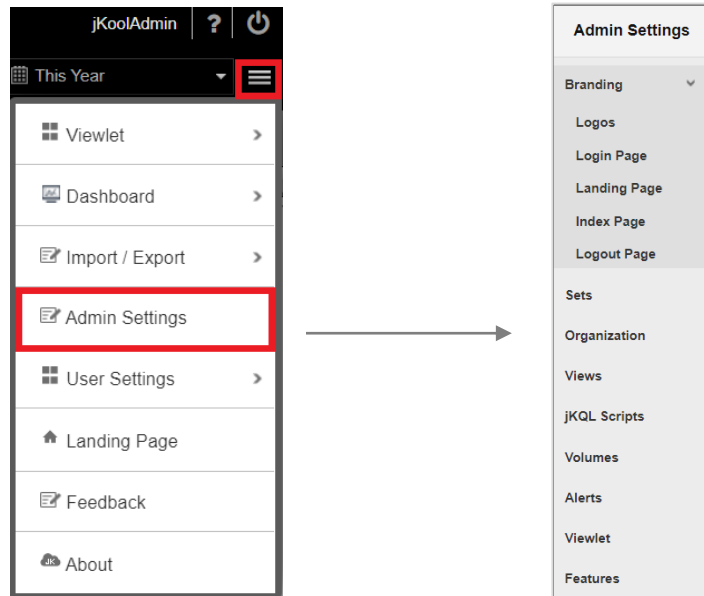 jKoolAdmin ?
This Year
Viewlet
Dashboard
Import / Export
Admin Settings
User Settings
Landing Page
Feedback
JK About
Admin Settings
Branding
Logos
Login Page
Landing Page
Index Page
Logout Page
Sets
Organization
Views
jKQL Scripts
Volumes
Alerts
Viewlet
Features